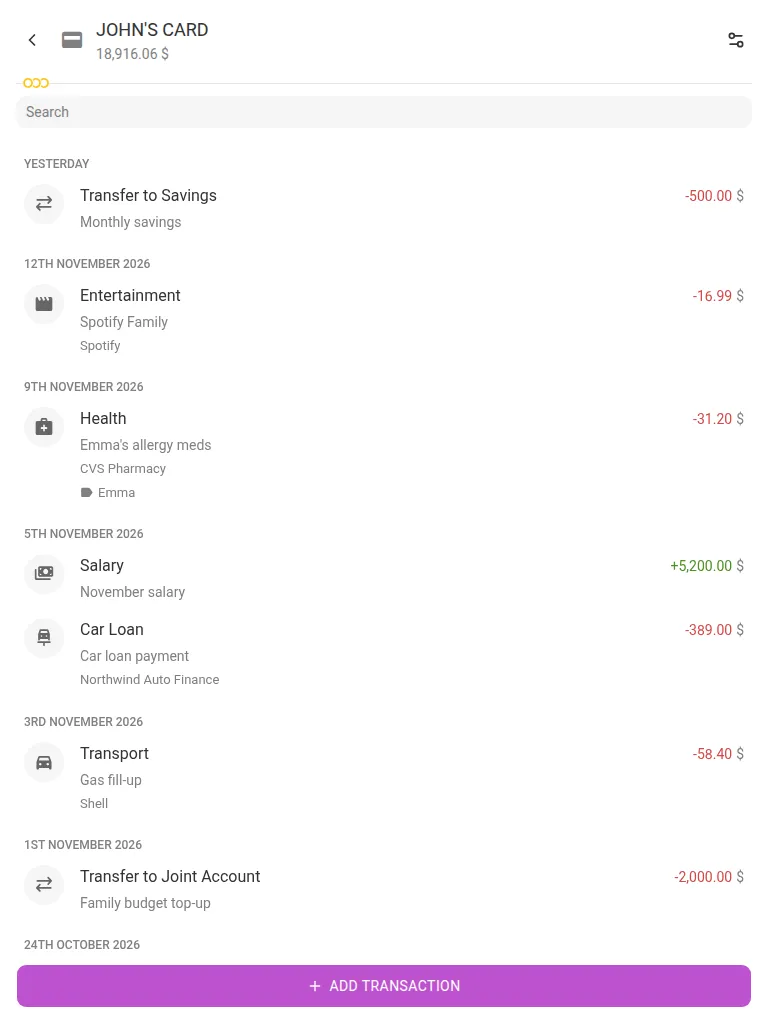 JOHN'S CARD
18,916.06 $
Search
YESTERDAY
Transfer to Savings -500.00 $
Monthly savings
12TH NOVEMBER 2026
Entertainment -16.99 $
Spotify Family
Spotify
9TH NOVEMBER 2026
Health -31.20 $
Emma's allergy meds
CVS Pharmacy
Emma
5TH NOVEMBER 2026
Salary +5,200.00 $
November salary
Car Loan -389.00 $
Car loan payment
Northwind Auto Finance
3RD NOVEMBER 2026
Transport -58.40 $
Gas fill-up
Shell
1ST NOVEMBER 2026
Transfer to Joint Account -2,000.00 $
Family budget top-up
24TH OCTOBER 2026
+ ADD TRANSACTION